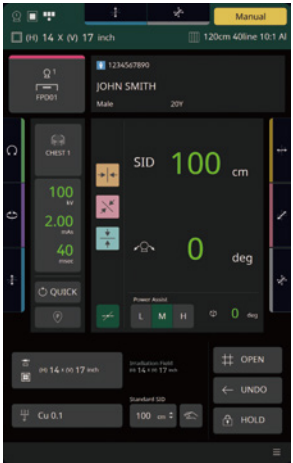 Manual
(H) 14 X (V) 17 inch
120cm 40line 10:1 Al
1
FPD01
1234567890
JOHN SMITH
Male 20Y
CHEST 1
100
kV
2.00
mAs
40
msec
QUICK
SID 100 cm
0 deg
Power Assist
L M H
0 deg
(H) 14 X (V) 17 inch
Irradiation Field
(H) 14 X (V) 17 inch
Cu 0.1
Standard SID
100 cm
OPEN
UNDO
HOLD